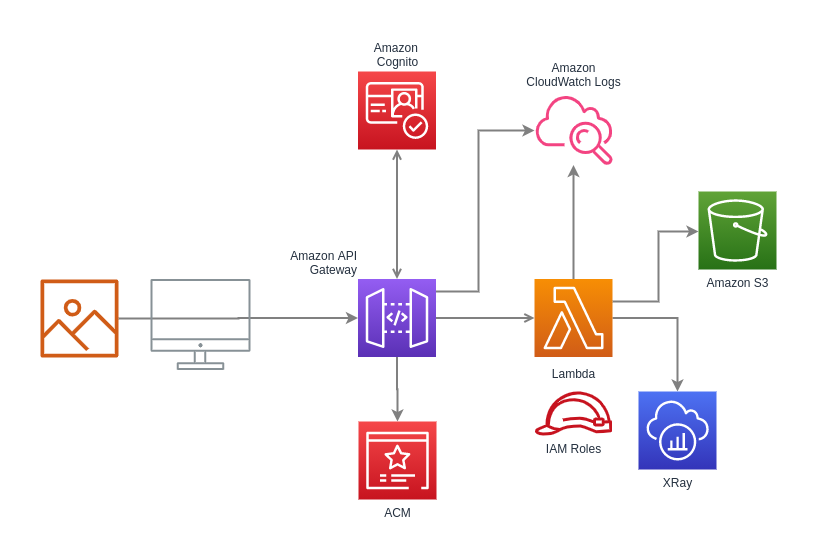 Amazon
Cognito
Amazon
CloudWatch Logs
Amazon API
Gateway
</>
Amazon S3
Lambda
IAM Roles
XRay
ACM